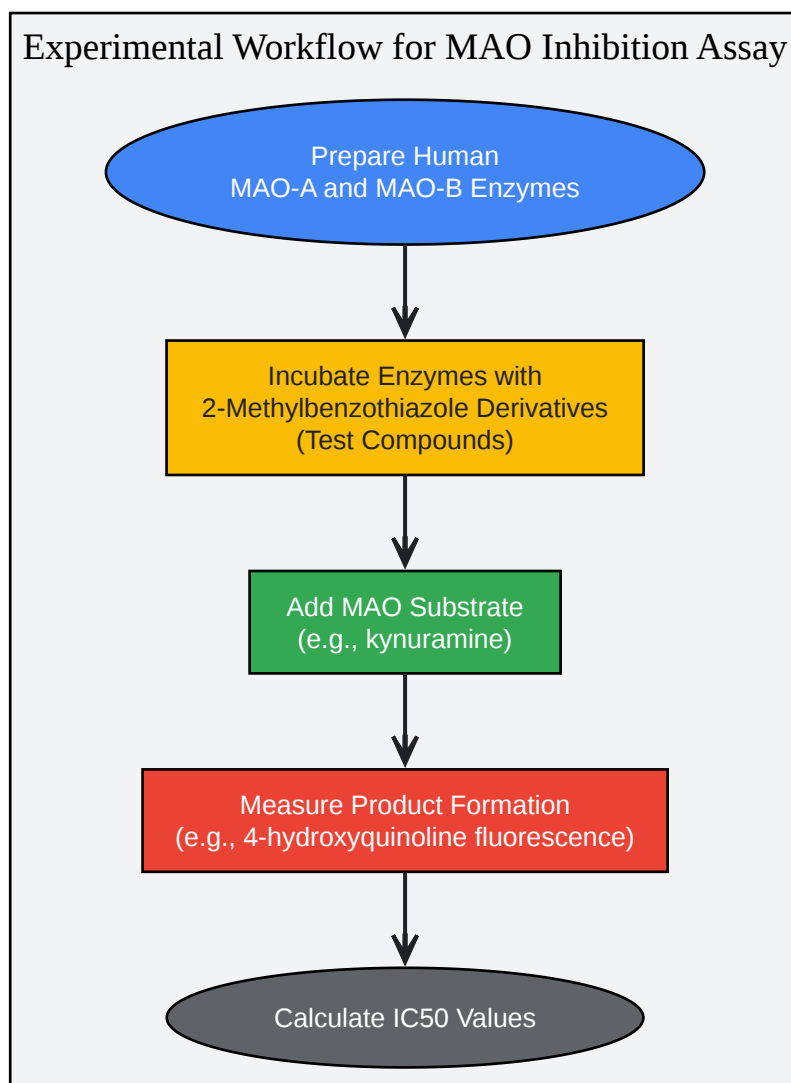 Experimental Workflow for MAO Inhibition Assay
Prepare Human
MAO-A and MAO-B Enzymes
Incubate Enzymes with
2-Methylbenzothiazole Derivatives
(Test Compounds)
Add MAO Substrate
(e.g., kynuramine)
Measure Product Formation
(e.g., 4-hydroxyquinoline fluorescence)
Calculate IC50 Values